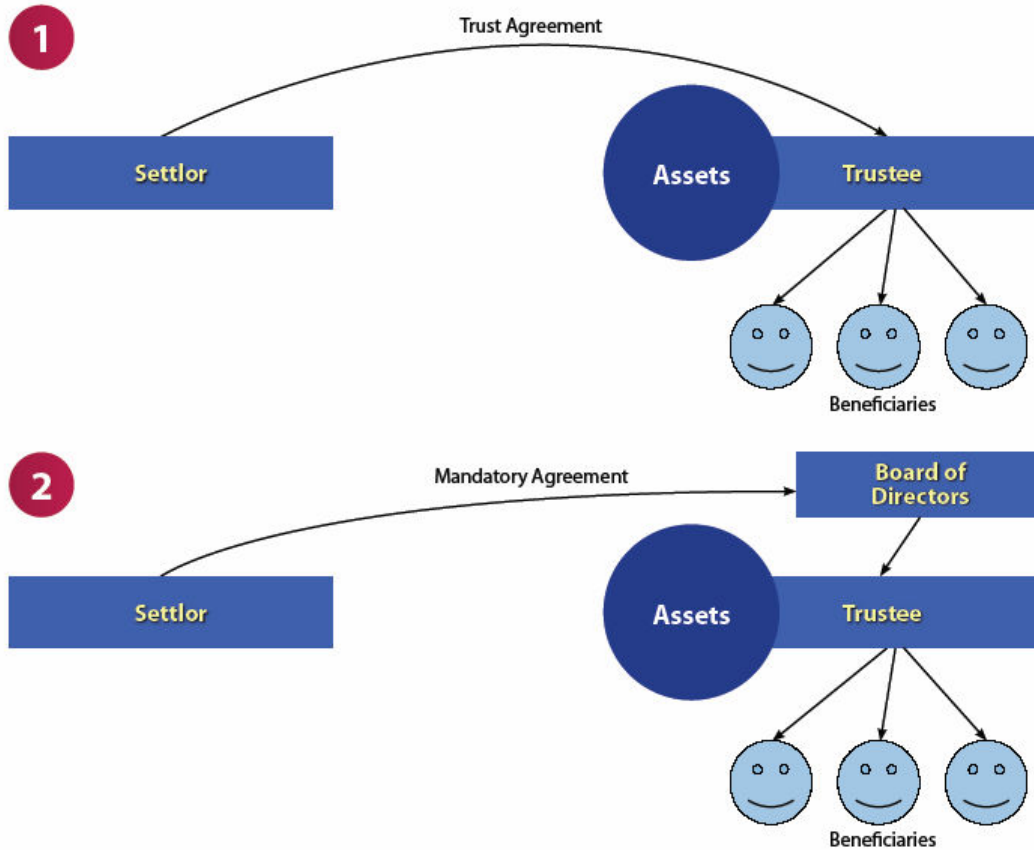 1
Trust Agreement
Settlor
Assets
Trustee
Beneficiaries
2
Mandatory Agreement
Board of
Directors
Settlor
Assets
Trustee
Beneficiaries